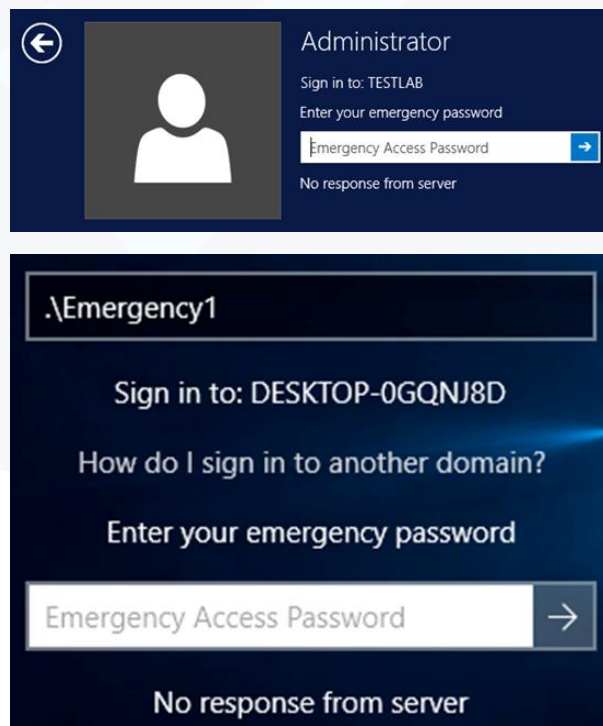 Administrator
Sign in to: TESTLAB
Enter your emergency password
Emergency Access Password
No response from server
.\Emergency1
Sign in to: DESKTOP-0GQNJ8D
How do I sign in to another domain?
Enter your emergency password
Emergency Access Password
No response from server